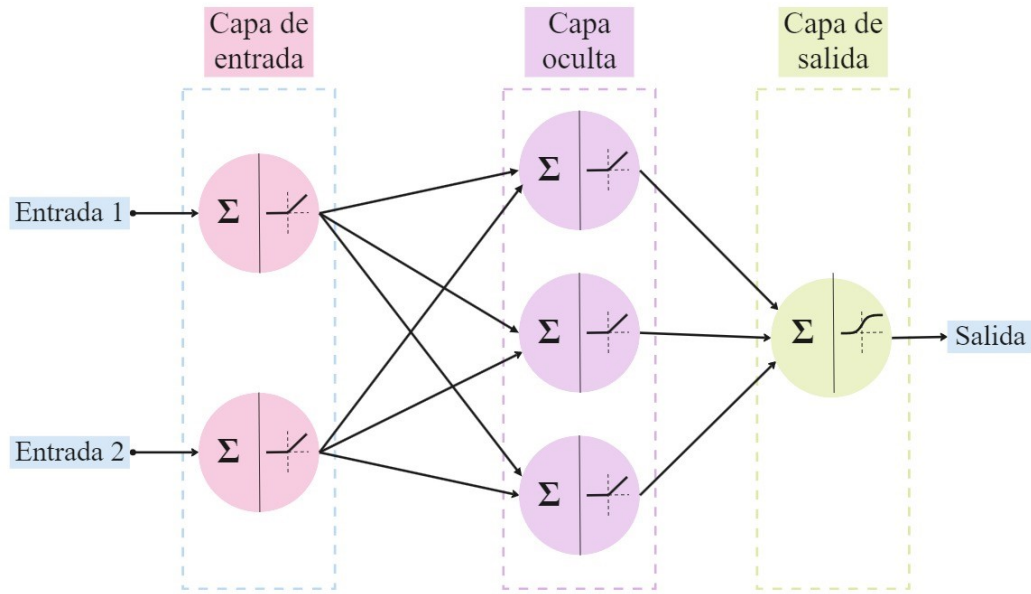 Capa de
entrada
Capa
oculta
Capa de
salida
Entrada 1
Σ
Σ
Σ
Σ
Salida
Entrada 2
Σ
Σ